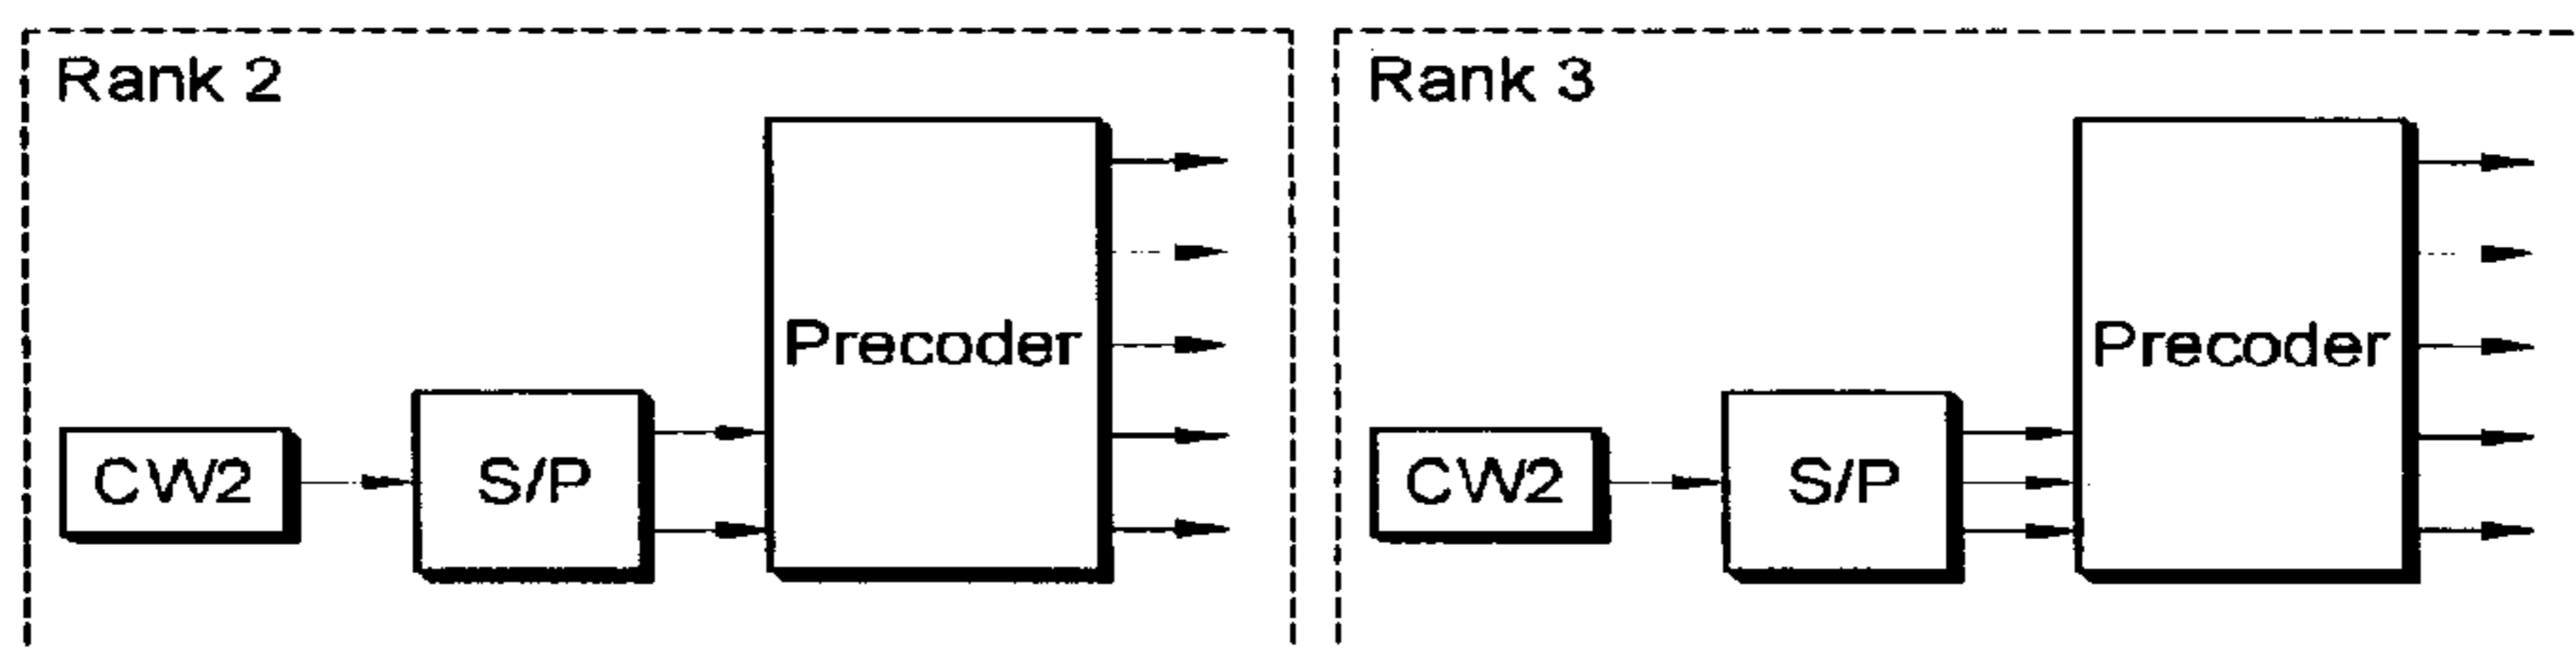 Rank 2
Precoder
CW2
S/P
Rank 3
Precoder
CW2
S/P